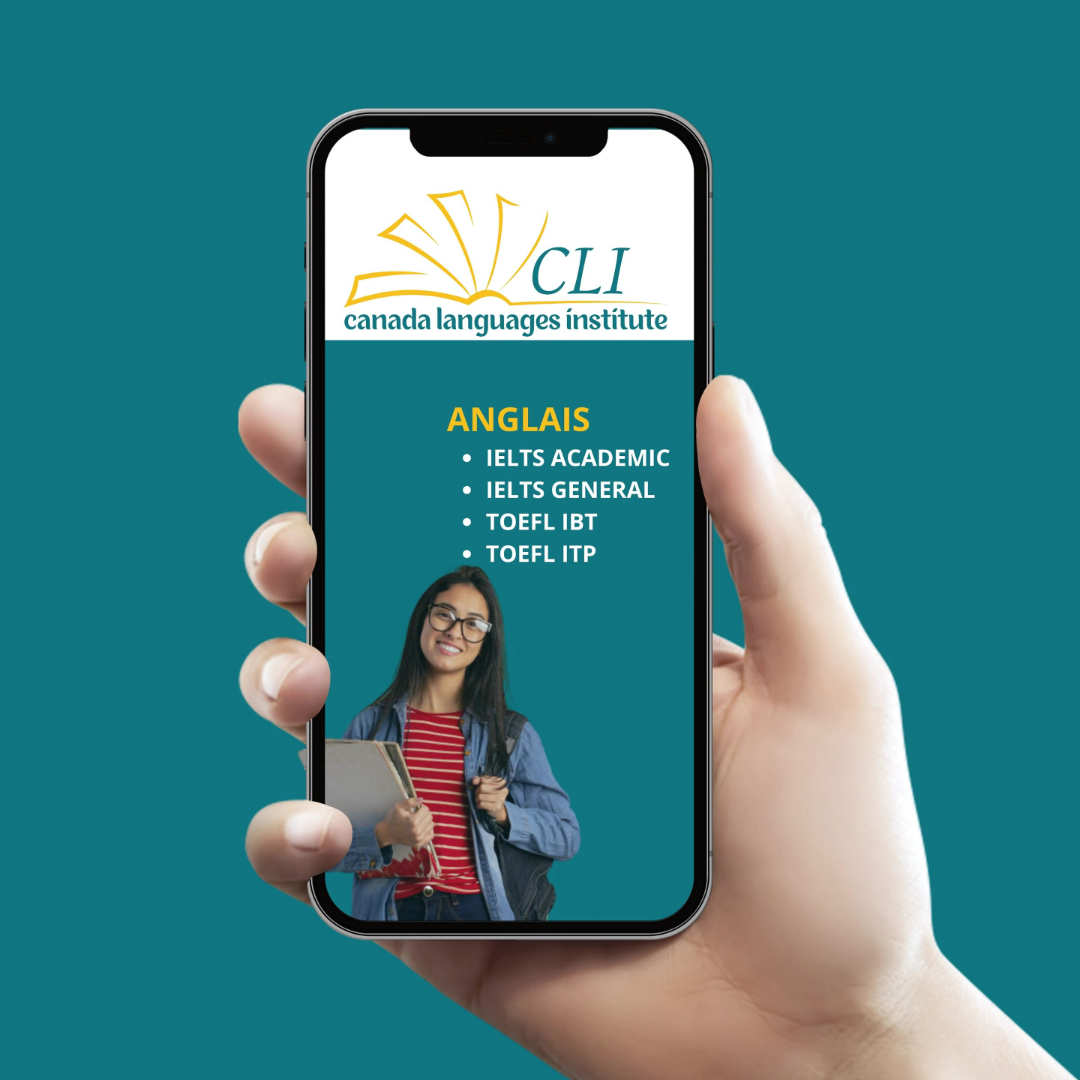 CLI
canada languages institute
ANGLAIS
• IELTS ACADEMIC
• IELTS GENERAL
• TOEFL IBT
• TOEFL ITP